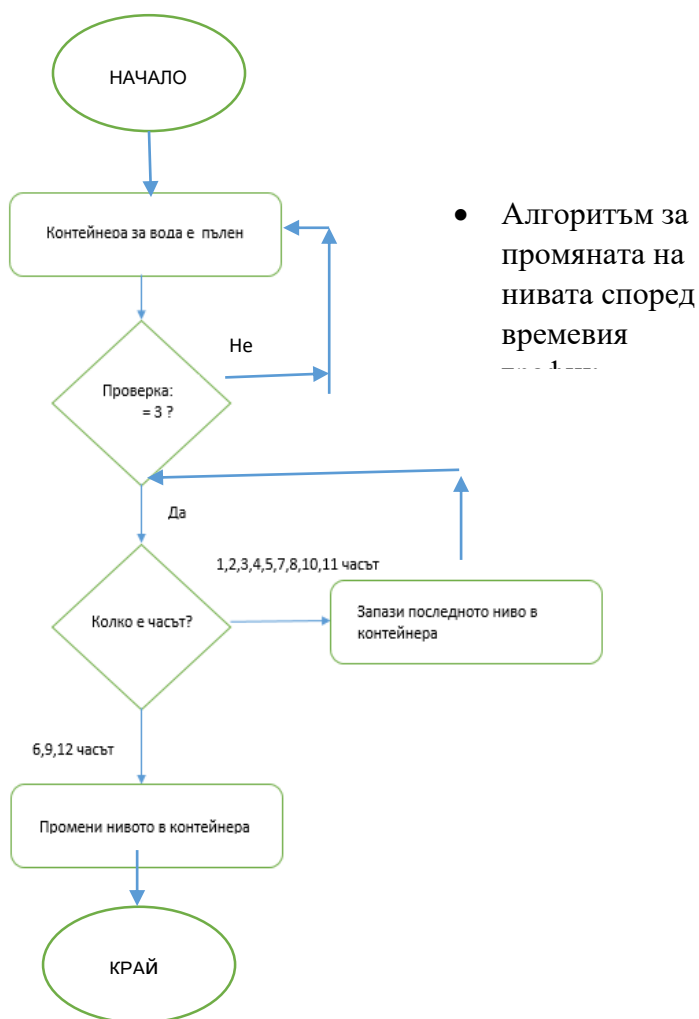 НАЧАЛО
Контейнера за вода е пълен
• Алгоритъм за
промяната на
нивата според
времевия
Не
Проверка:
= 3 ?
Да
1,2,3,4,5,7,8,10,11 часът
Колко е часът?
Запази последното ниво в
контейнера
6,9,12 часът
Промени нивото в контейнера
КРАЙ